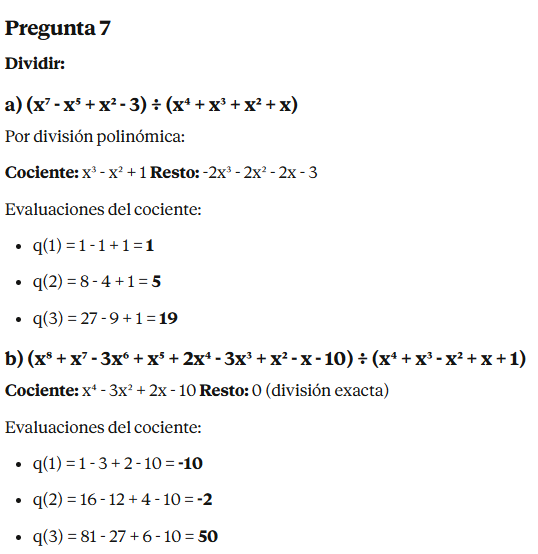 Pregunta 7
Dividir:
a) (x⁷ - x⁵ + x² - 3) ÷ (x⁴ + x³ + x² + x)
Por división polinómica:
Cociente: x³ - x² + 1 Resto: -2x³ - 2x² - 2x - 3
Evaluaciones del cociente:
• q(1) = 1 - 1 + 1 = 1
• q(2) = 8 - 4 + 1 = 5
• q(3) = 27 - 9 + 1 = 19
b) (x⁸ + x⁷ - 3x⁶ + x⁵ + 2x⁴ - 3x³ + x² - x - 10) ÷ (x⁴ + x³ - x² + x + 1)
Cociente: x⁴ - 3x² + 2x - 10 Resto: 0 (división exacta)
Evaluaciones del cociente:
• q(1) = 1 - 3 + 2 - 10 = -10
• q(2) = 16 - 12 + 4 - 10 = -2
• q(3) = 81 - 27 + 6 - 10 = 50